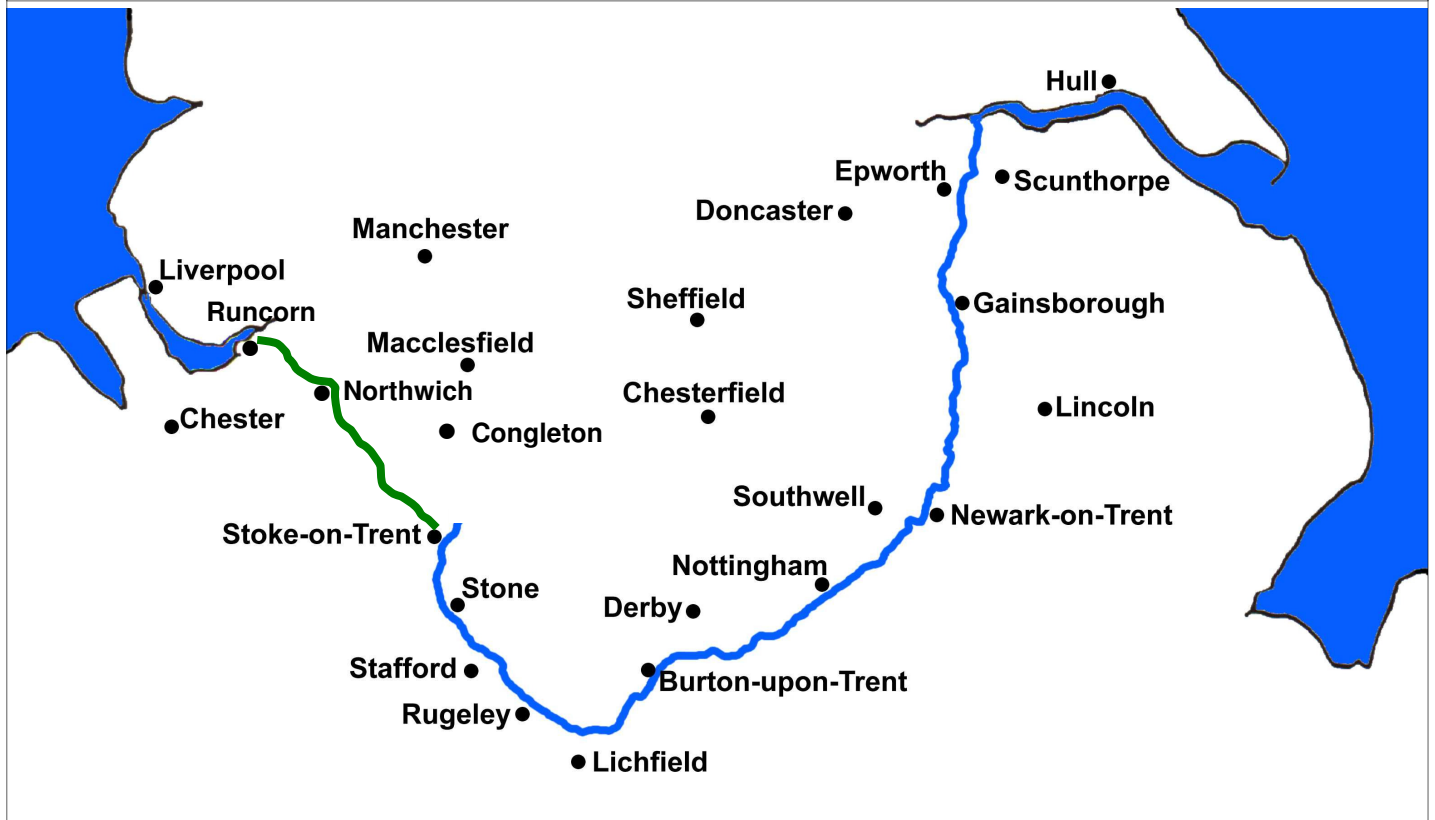 Hull
Epworth
Scunthorpe
Doncaster
Manchester
Liverpool
Sheffield
Gainsborough
Runcorn
Macclesfield
Northwich
Chesterfield
Lincoln
Chester
Congleton
Southwell
Newark-on-Trent
Stoke-on-Trent
Nottingham
Stone
Derby
Stafford
Burton-upon-Trent
Rugeley
Lichfield